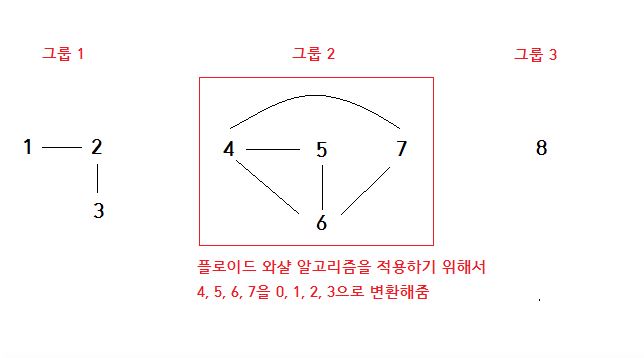 그룹 1
그룹 2
그룹 3
1 2
3
4 5 7
6
8
플로이드 와샬 알고리즘을 적용하기 위해서
4, 5, 6, 7을 0, 1, 2, 3으로 변환해줌